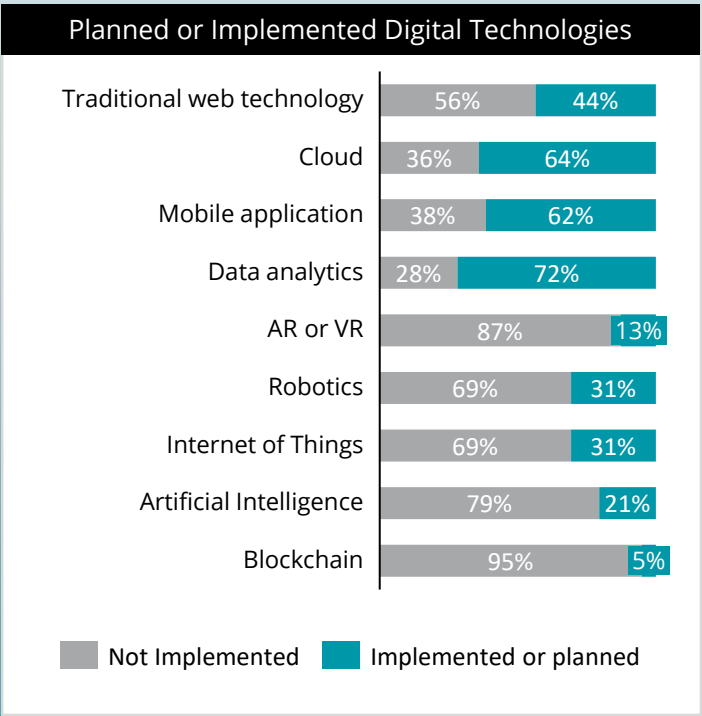 Planned or Implemented Digital Technologies
Traditional web technology 56% 44%
Cloud 36% 64%
Mobile application 38% 62%
Data analytics 28% 72%
AR or VR 87% 13%
Robotics 69% 31%
Internet of Things 69% 31%
Artificial Intelligence 79% 21%
Blockchain 95% 5%
Not Implemented Implemented or planned